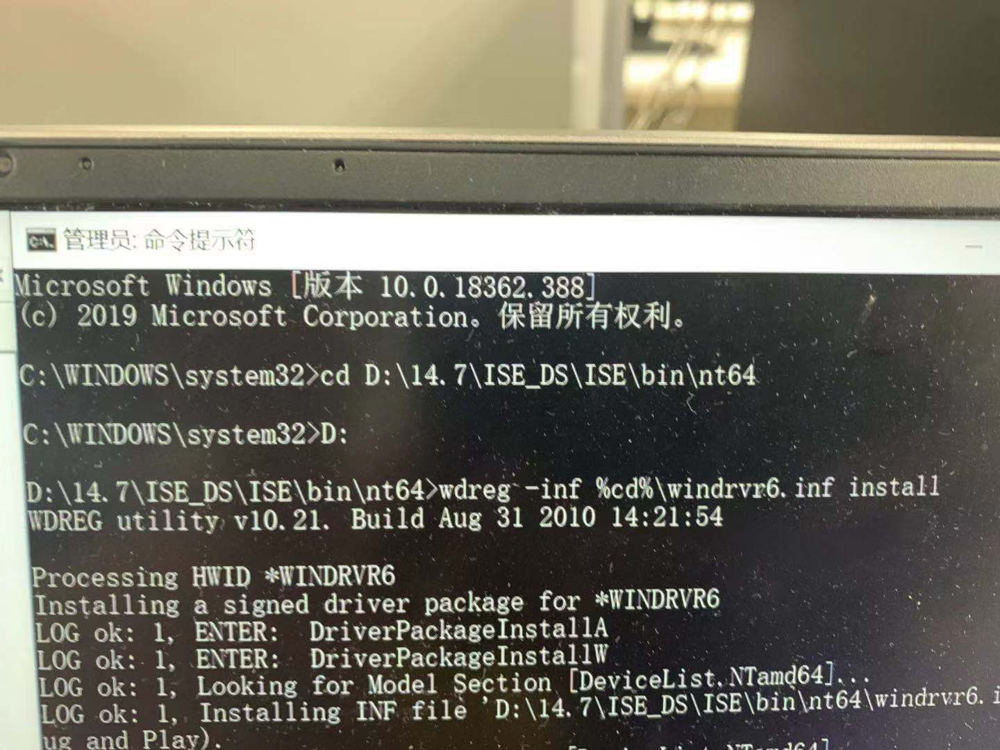 管理员: 命令提示符
Microsoft Windows [版本 10.0.18362.388]
(c) 2019 Microsoft Corporation。保留所有权利。
C:\WINDOWS\system32>cd D:\14.7\ISE_DS\ISE\bin\nt64
C:\WINDOWS\system32>D:
D:\14.7\ISE_DS\ISE\bin\nt64>wdreg -inf %cd%\windrvr6.inf install
WDREG utility v10.21. Build Aug 31 2010 14:21:54
Processing HWID *WINDRVR6
Installing a signed driver package for *WINDRVR6
LOG ok: 1, ENTER:  DriverPackageInstallA
LOG ok: 1, ENTER:  DriverPackageInstallW
LOG ok: 1, Looking for Model Section [DeviceList.NTamd64]...
LOG ok: 1, Installing INF file 'D:\14.7\ISE_DS\ISE\bin\nt64\windrvr6.i
ug and Play).